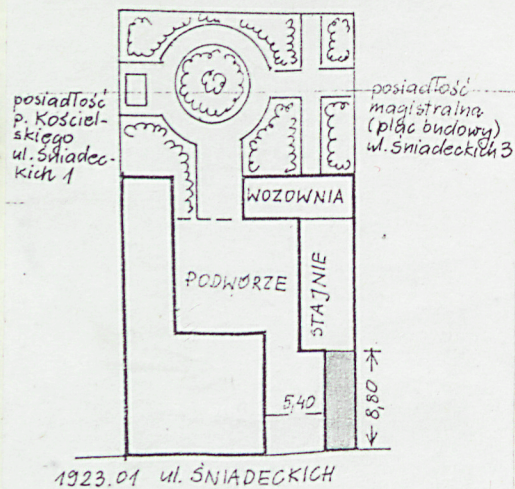 posiadłość
p. Kościel-
skiego
ul. Śniadec-
kich 1
posiadłość
magistralna
(plac budowy)
ul. Śniadeckich 3
WOZOWNIA
PODWÓRZE
STAJNIE
5,40
8,80
1923.01 ul. ŚNIADECKICH